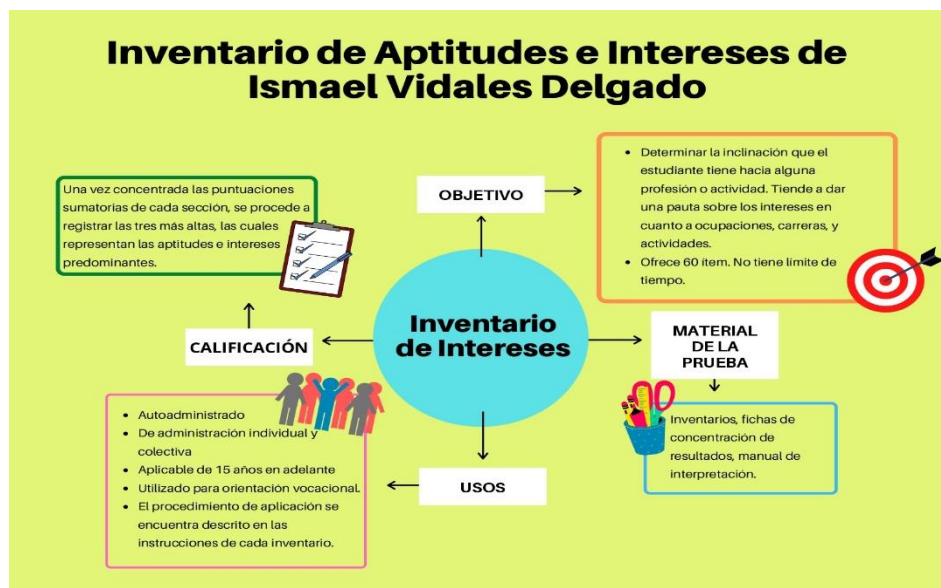 Inventario de Aptitudes e Intereses de
Ismael Vidales Delgado
OBJETIVO
Determinar la inclinación que el
estudiante tiene hacia alguna
profesión o actividad. Tiende a dar
una pauta sobre los intereses en
cuanto a ocupaciones, carreras, y
actividades.
Ofrece 60 ítem. No tiene límite de
tiempo.
Una vez concentrada las puntuaciones
sumatorias de cada sección, se procede a
registrar las tres más altas, las cuales
representan las aptitudes e intereses
predominantes.
CALIFICACIÓN
Inventario
de Intereses
MATERIAL
DE LA
PRUEBA
Inventarios, fichas de
concentración de
resultados, manual de
interpretación.
USOS
Autoadministrado
De administración individual y
colectiva
Aplicable de 15 años en adelante
Utilizado para orientación vocacional.
El procedimiento de aplicación se
encuentra descrito en las
instrucciones de cada inventario.